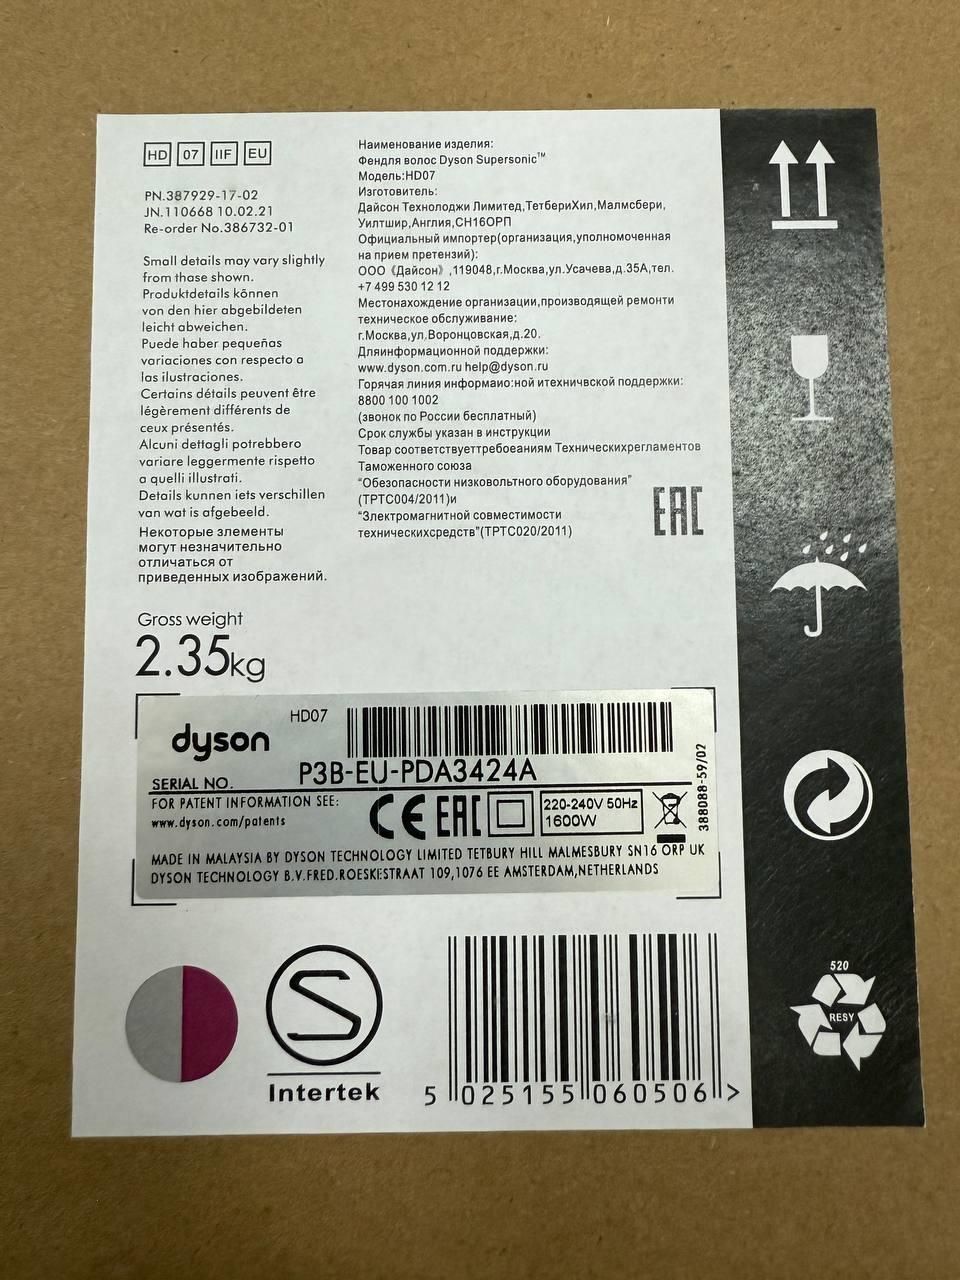 HD 07 IIF EU
PN.387929-17-02
JN.110668 10.02.21
Re-order No.386732-01
Small details may vary slightly
from those shown.
Produktdetails können
von den hier abgebildeten
leicht abweichen.
Puede haber pequeñas
variaciones con respecto a
las ilustraciones.
Certains détails peuvent être
légèrement différents de
ceux présentés.
Alcuni dettagli potrebbero
variare leggermente rispetto
a quelli illustrati.
Details kunnen iets verschillen
van wat is afgebeeld.
Некоторые злементы
могут незначительно
отличаться от
приведенных изображений.
Gross weight
2.35kg
Наименование изделия:
Фендля волос Dyson Supersonic™
Модель:HD07
Изготовитель:
Дайсон Технолоджи Лимитед,ТетбериХил,Малмсбери,
Уилтшир,Англия,СН16ОРП
Официальный импортер(организация,уполномоченная
на прием претензий):
ООО《Дайсон》,119048,г.Москва,ул.Усачева,д.35А,тел.
+7 499 530 12 12
Местонахождение организации,производящей ремонти
техническое обслуживание:
г.Москва,ул.Воронцовская,д.20.
Дляинформационной поддержки:
www.dyson.com.ru help@dyson.ru
Горячая линия информаио:ной итехничвской поддержки:
8800 100 1002
(звонок по России бесплатный)
Срок службы указан в инструкции
Товар соответствуеттребоеаниям Техническихрегламентов
Таможенного союза
“Обезопасности низковольтного оборудования”
(ТРТС004/2011)и
“Злектромагнитной совместимости
техническихсредств”(ТРТС020/2011)
EAC
dyson
HD07
SERIAL NO. P3B-EU-PDA3424A
FOR PATENT INFORMATION SEE:
www.dyson.com/patents
CE EAC
220-240V 50Hz
1600W
388088-59/02
MADE IN MALAYSIA BY DYSON TECHNOLOGY LIMITED TETBURY HILL MALMESBURY SN16 ORP UK
DYSON TECHNOLOGY B.V.FRED.ROESKESTRAAT 109,1076 EE AMSTERDAM,NETHERLANDS
S
Intertek
5 025155 060506 >
520
RESY